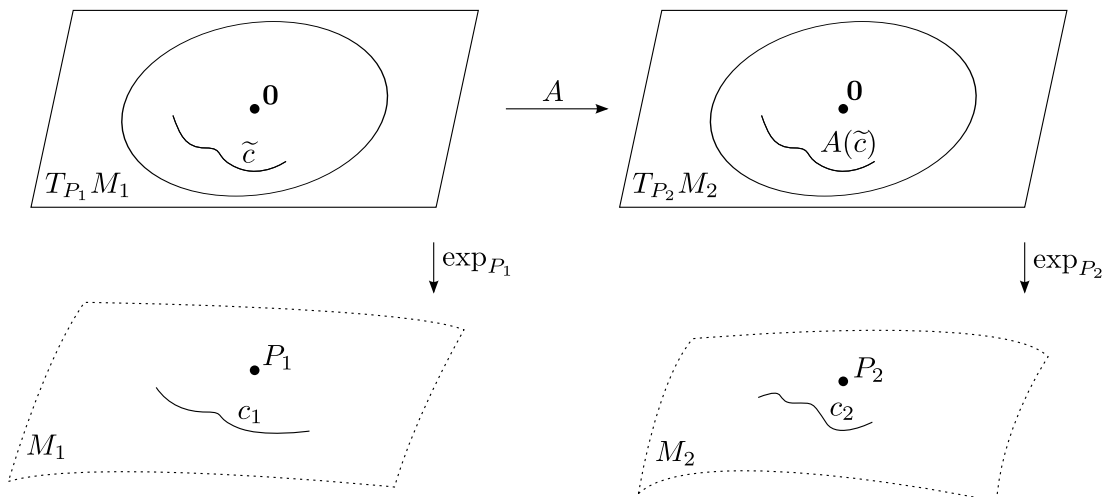 0
A
0
c̃
A(c̃)
T_{P_1}M_1
T_{P_2}M_2
exp_{P_1}
exp_{P_2}
P_1
P_2
c_1
c_2
M_1
M_2